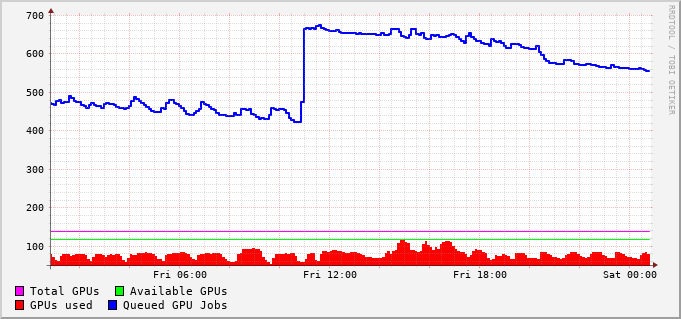 700
600
500
400
300
200
100
Fri 06:00 Fri 12:00 Fri 18:00 Sat 00:00
Total GPUs Available GPUs
GPUs used Queued GPU Jobs
RRDTOOL / TOBI OETIKER